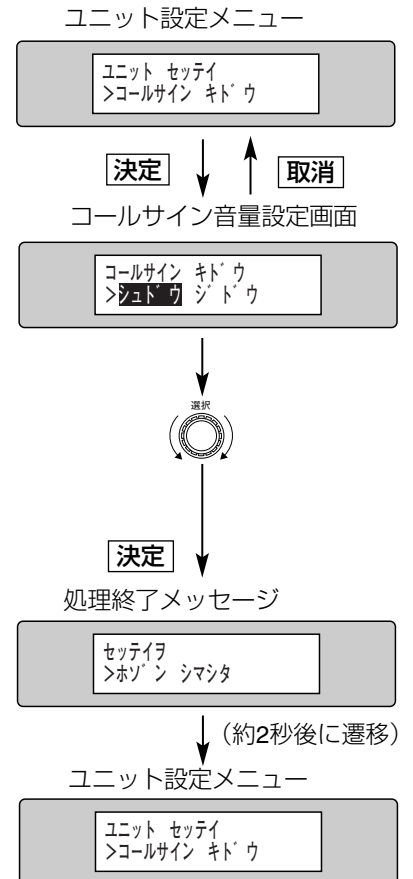 ユニット設定メニュー
ユニット セッテイ
>コールサイン キドウ
決定 取消
コールサイン音量設定画面
コールサイン キドウ
>シュドウ ジドウ
選択
決定
処理終了メッセージ
セッテイヲ
>ホゾン シマシタ
（約2秒後に遷移）
ユニット設定メニュー
ユニット セッテイ
>コールサイン キドウ